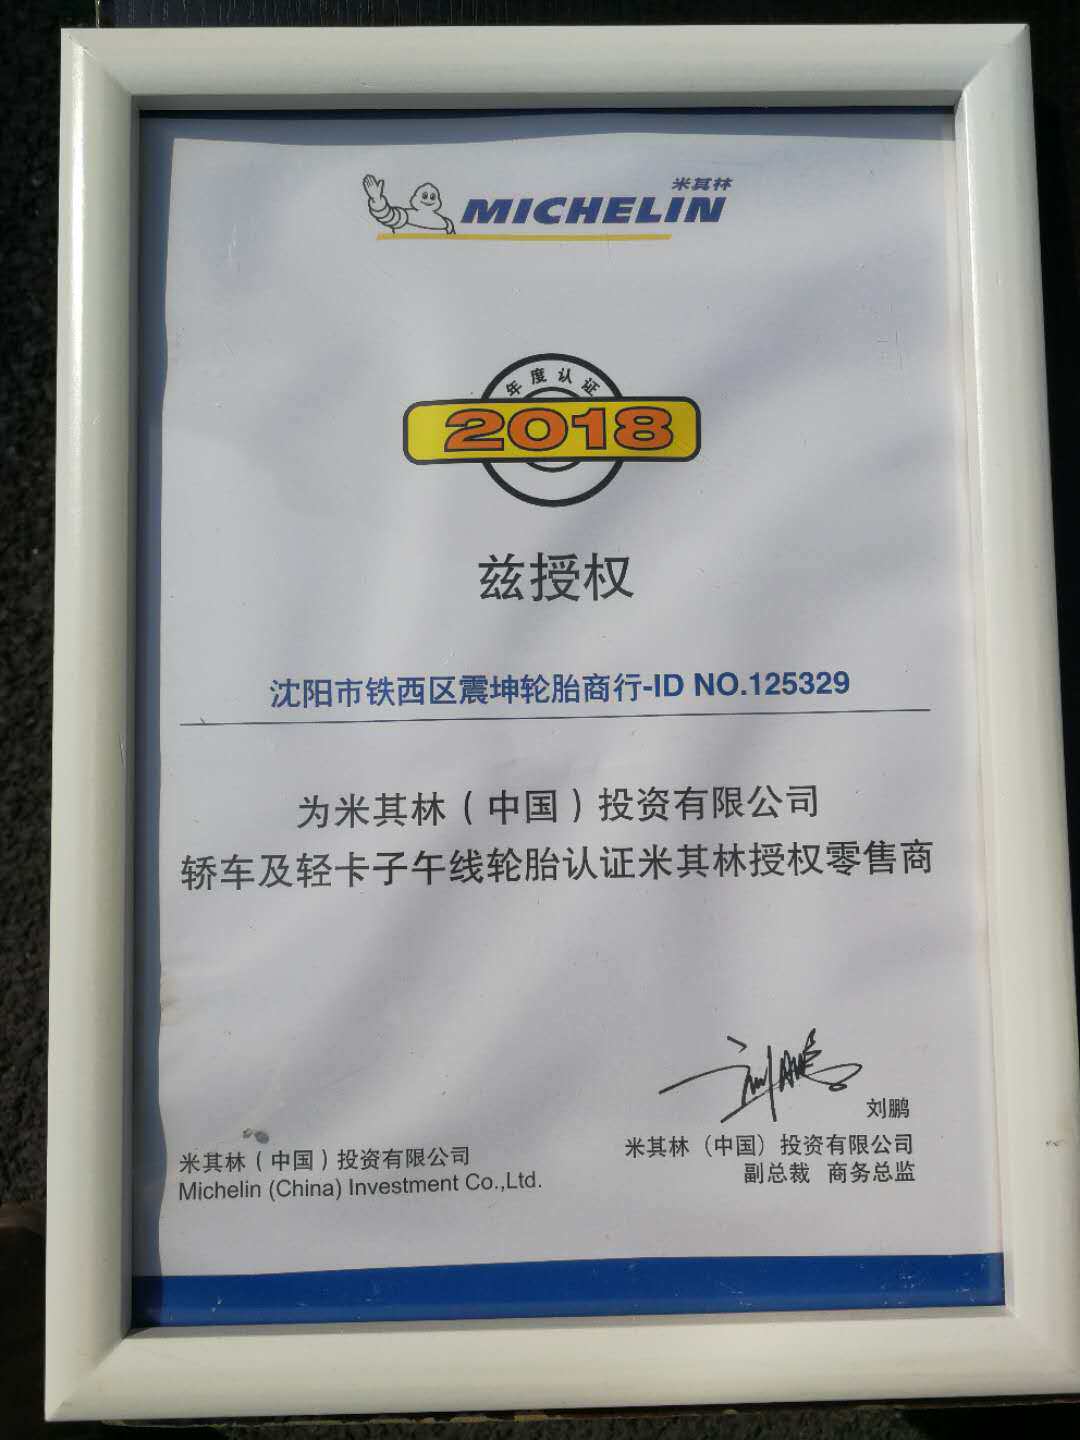 米其林
MICHELIN
年度认证
2018
兹授权
沈阳市铁西区震坤轮胎商行-ID NO.125329
为米其林（中国）投资有限公司
轿车及轻卡子午线轮胎认证米其林授权零售商
刘鹏
刘鹏
米其林（中国）投资有限公司
副总裁 商务总监
米其林（中国）投资有限公司
Michelin (China) Investment Co.,Ltd.